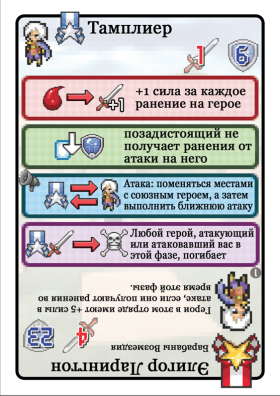 Тамплиер
1
6
+1
+1 сила за каждое
ранение на герое
позадистоящий не
получает ранения от
атаки на него
Атака: поменяться местами
с союзным героем, а затем
выполнить ближнюю атаку
Любой герой, атакующий
или атаковавший вас в
этой фазе, погибает
Элигор Ларингтон
Барабаны Возмездия
4
23
Герои в этом отряде имеют +5 силы в
атаке, если они получают ранения во
время этой фазы.